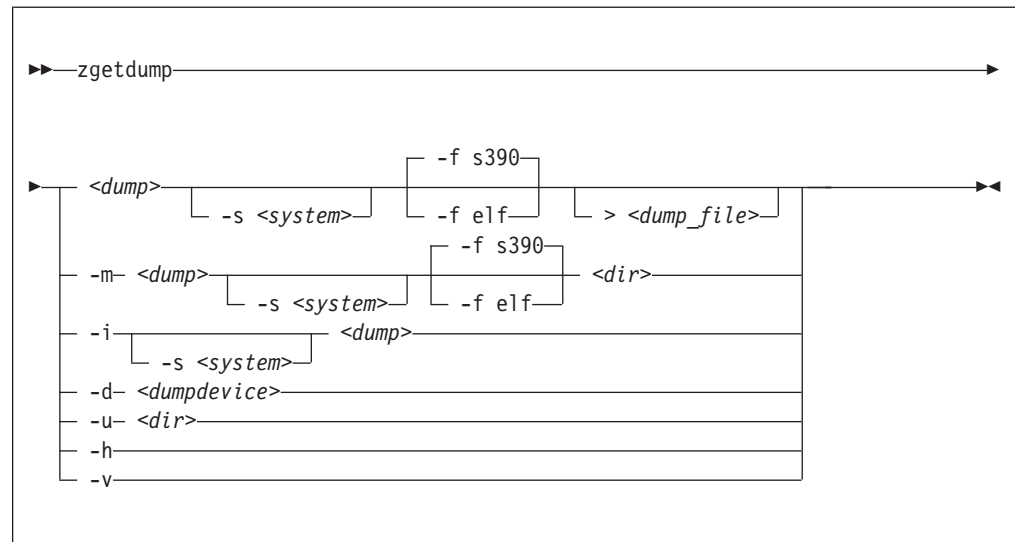 zgetdump
-f s390
<dump>
-s <system>
-f elf
> <dump_file>
-f s390
-m <dump> <dir>
-s <system>
-f elf
-i <dump>
-s <system>
-d <dumpdevice>
-u <dir>
-h
-v